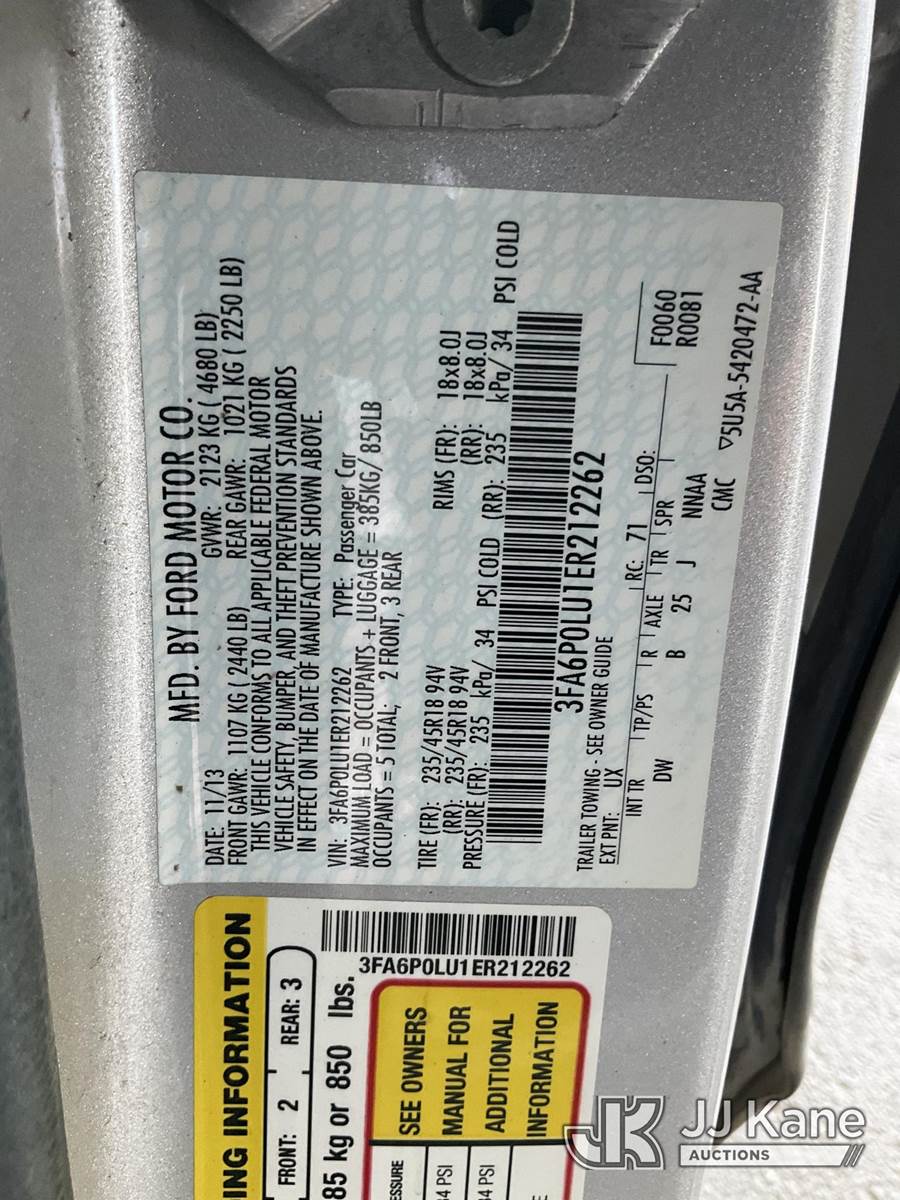 MFD. BY FORD MOTOR CO.
DATE: 11/13 GVWR: 2123 KG ( 4680 LB)
FRONT GAWR: 1107 KG ( 2440 LB) REAR GAWR: 1021 KG ( 2250 LB)
THIS VEHICLE CONFORMS TO ALL APPLICABLE FEDERAL MOTOR
VEHICLE SAFETY, BUMPER, AND THEFT PREVENTION STANDARDS
IN EFFECT ON THE DATE OF MANUFACTURE SHOWN ABOVE.
VIN: 3FA6P0LU1ER212262 TYPE: Passenger Car
MAXIMUM LOAD = OCCUPANTS + LUGGAGE = 385KG/ 850LB
OCCUPANTS = 5 TOTAL; 2 FRONT, 3 REAR
TIRE (FR): 235/45R18 94V RIMS (FR): 18x8.0J
(RR): 235/45R18 94V (RR): 18x8.0J
PRESSURE (FR): 235 kPa/ 34 PSI COLD (RR): 235 kPa/ 34 PSI COLD
3FA6P0LU1ER212262
TRAILER TOWING - SEE OWNER GUIDE
EXT PNT: UX RC: 71 DSO: F0060
R0081
INT TR TP/PS R AXLE TR SPR
DW B 25 J NNAA
CMC ▽5U5A-5420472-AA
ING INFORMATION
FRONT: 2 REAR: 3
85 kg or 850 lbs.
3FA6P0LU1ER212262
ESSURE
34 PSI
34 PSI
E
SEE OWNERS
MANUAL FOR
ADDITIONAL
INFORMATION
JK JJ Kane
AUCTIONS